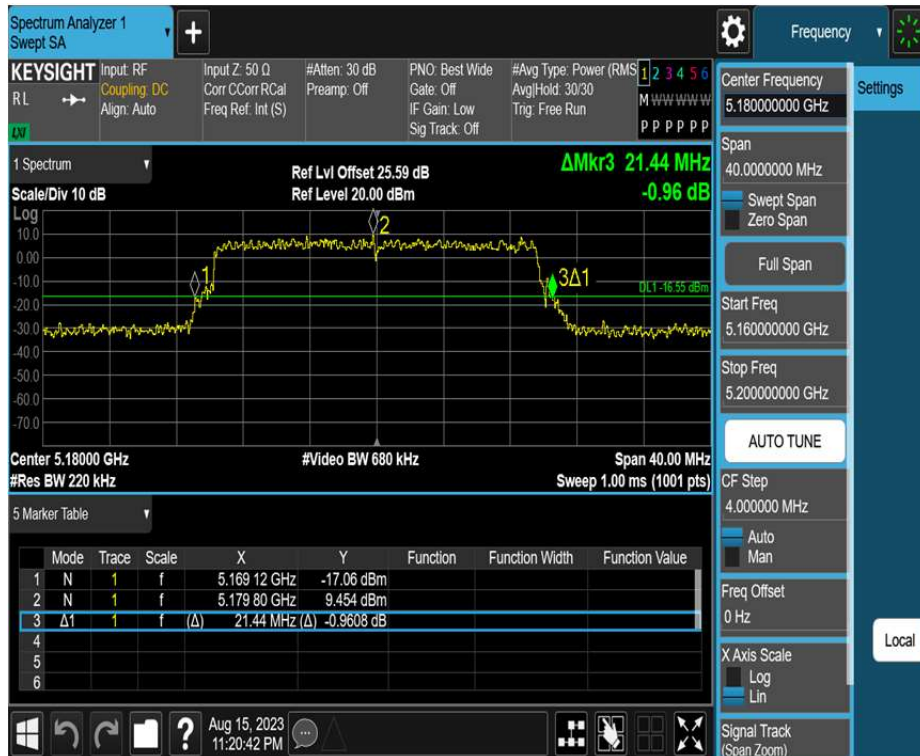 Spectrum Analyzer 1
Swept SA
Frequency
KEYSIGHT
RL
LXI
Input: RF
Coupling: DC
Align: Auto
Input Z: 50 Ω
Corr CCorr RCal
Freq Ref: Int (S)
#Atten: 30 dB
Preamp: Off
PNO: Best Wide
Gate: Off
IF Gain: Low
Sig Track: Off
#Avg Type: Power (RMS
Avg|Hold: 30/30
Trig: Free Run
1 2 3 4 5 6
M W W W W W
P P P P P P
Center Frequency
5.180000000 GHz
Settings
Span
40.0000000 MHz
Swept Span
Zero Span
Full Span
Start Freq
5.160000000 GHz
Stop Freq
5.200000000 GHz
AUTO TUNE
CF Step
4.000000 MHz
Auto
Man
Freq Offset
0 Hz
X Axis Scale
Log
Lin
Signal Track
(Span Zoom)
Local
1 Spectrum
Scale/Div 10 dB
Ref Lvl Offset 25.59 dB
Ref Level 20.00 dBm
ΔMkr3 21.44 MHz
-0.96 dB
Log
10.0
0.00
-10.0
-20.0
-30.0
-40.0
-50.0
-60.0
-70.0
1
2
3Δ1
DL1 -16.55 dBm
Center 5.18000 GHz
#Video BW 680 kHz
Span 40.00 MHz
#Res BW 220 kHz
Sweep 1.00 ms (1001 pts)
5 Marker Table
Mode Trace Scale X Y Function Function Width Function Value
1 N 1 f 5.169 12 GHz -17.06 dBm
2 N 1 f 5.179 80 GHz 9.454 dBm
3 Δ1 1 f (Δ) 21.44 MHz (Δ) -0.9608 dB
4
5
6
?
Aug 15, 2023
11:20:42 PM